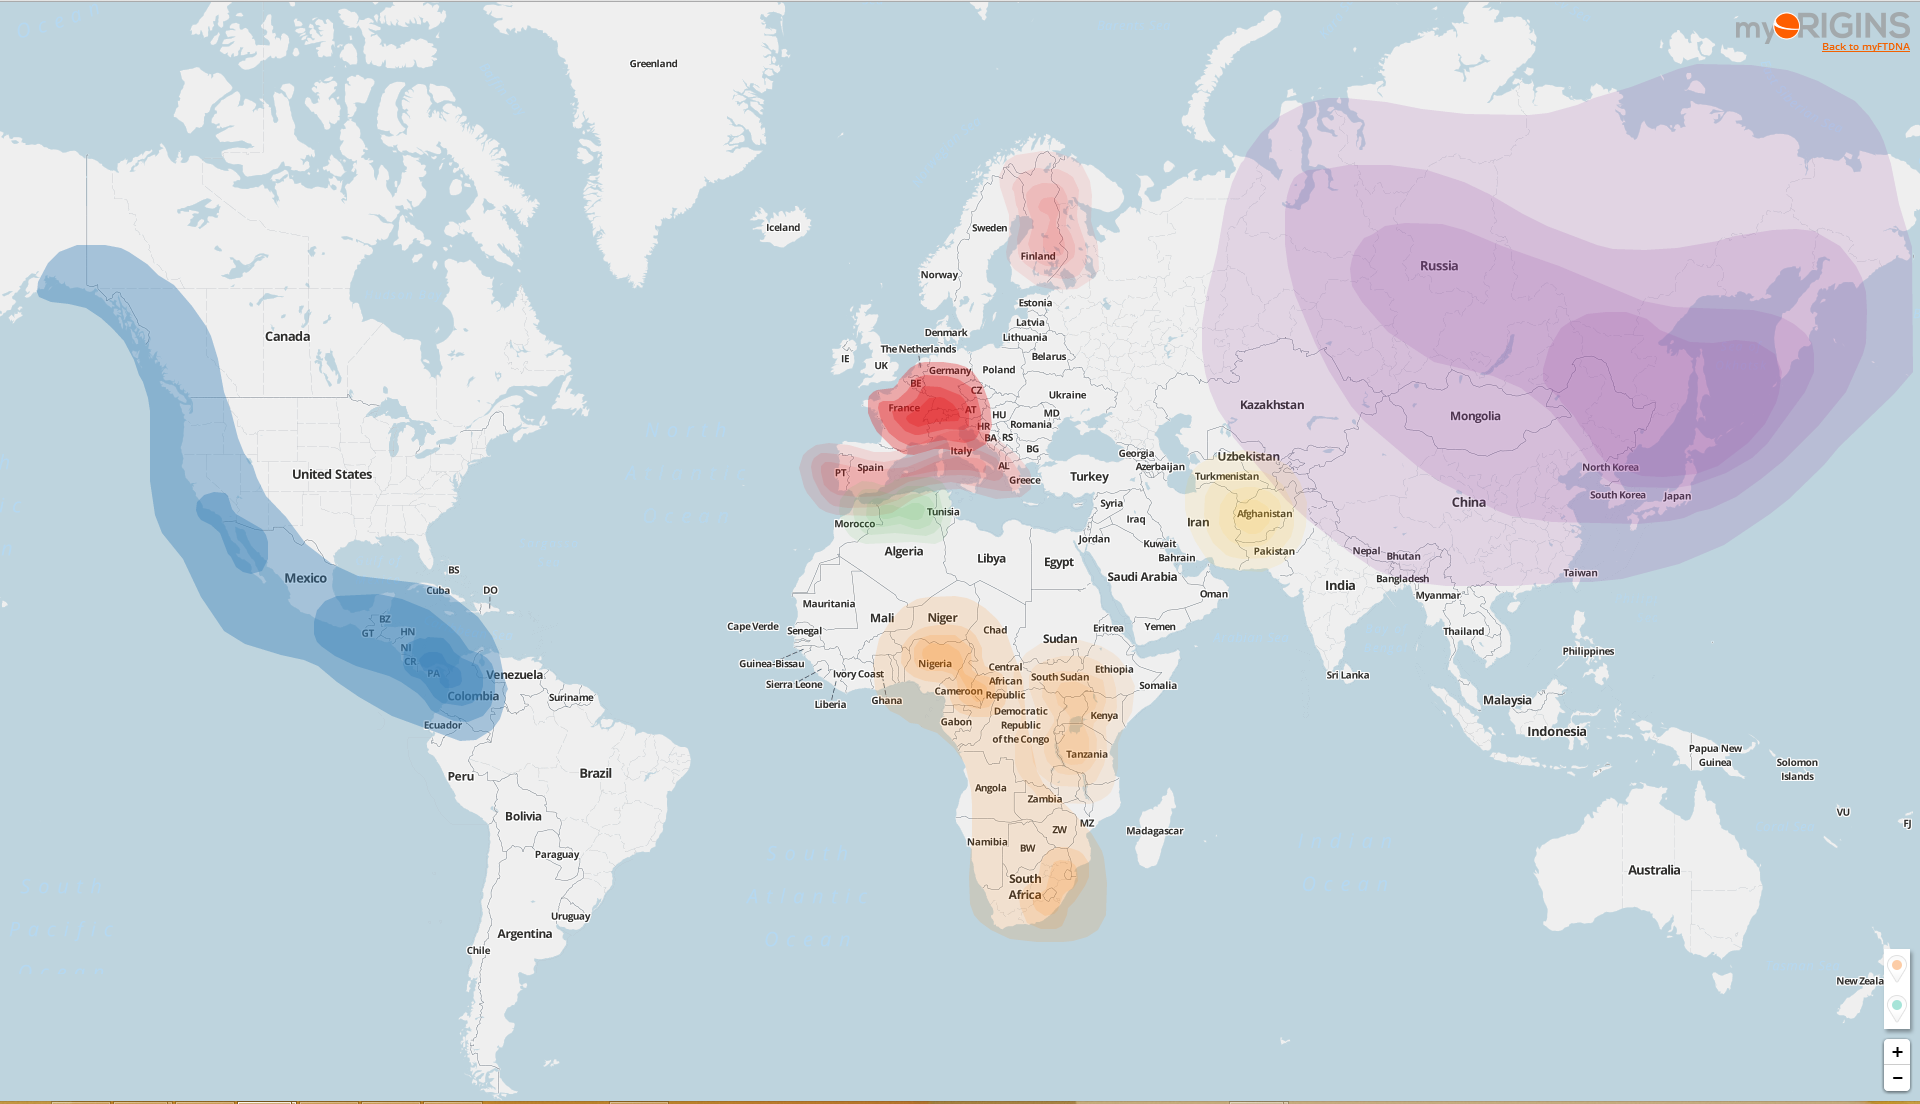 myORIGINS
Back to myFTDNA
Greenland
Iceland
Sweden
Finland
Norway
Russia
Estonia
Latvia
Lithuania
Denmark
The Netherlands
Belarus
IE
UK
Germany
Poland
BE
CZ
Ukraine
France
AT
HU
MD
HR
Romania
BA
RS
BG
Italy
PT
Spain
AL
Greece
Canada
United States
Kazakhstan
Mongolia
Georgia
Azerbaijan
Uzbekistan
Turkmenistan
Turkey
North Korea
South Korea
Japan
China
Syria
Iraq
Iran
Afghanistan
Morocco
Tunisia
Algeria
Libya
Egypt
Jordan
Kuwait
Bahrain
Pakistan
Nepal
Bhutan
Saudi Arabia
India
Bangladesh
Taiwan
Oman
Myanmar
Mexico
BS
Cuba
DO
BZ
GT
HN
NI
CR
PA
Venezuela
Colombia
Suriname
Ecuador
Mauritania
Mali
Niger
Cape Verde
Senegal
Chad
Sudan
Eritrea
Yemen
Thailand
Philippines
Guinea-Bissau
Sierra Leone
Ivory Coast
Liberia
Ghana
Nigeria
Cameroon
Central
African
Republic
South Sudan
Ethiopia
Somalia
Sri Lanka
Gabon
Democratic
Republic
of the Congo
Kenya
Tanzania
Malaysia
Indonesia
Papua New
Guinea
Solomon
Islands
Peru
Brazil
Bolivia
Paraguay
Uruguay
Argentina
Chile
Angola
Zambia
ZW
MZ
Madagascar
Namibia
BW
South
Africa
VU
FJ
Australia
New Zeala
+
−